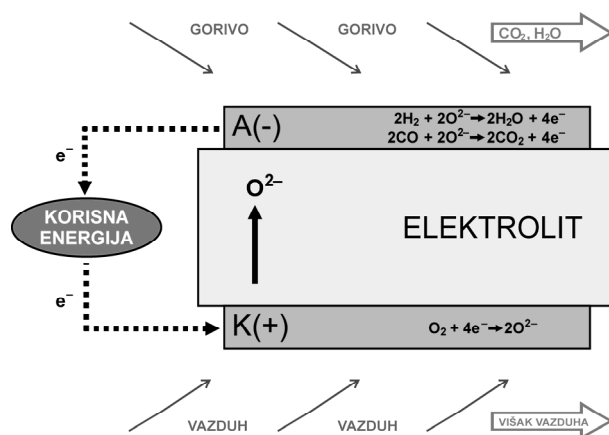 GORIVO
GORIVO
CO₂, H₂O
A(-)
2H₂ + 2O²⁻→2H₂O + 4e⁻
2CO + 2O²⁻→2CO₂ + 4e⁻
e⁻
O²⁻
KORISNA
ENERGIJA
ELEKTROLIT
e⁻
K(+)
O₂ + 4e⁻→2O²⁻
VAZDUH
VAZDUH
VIŠAK VAZDUHA